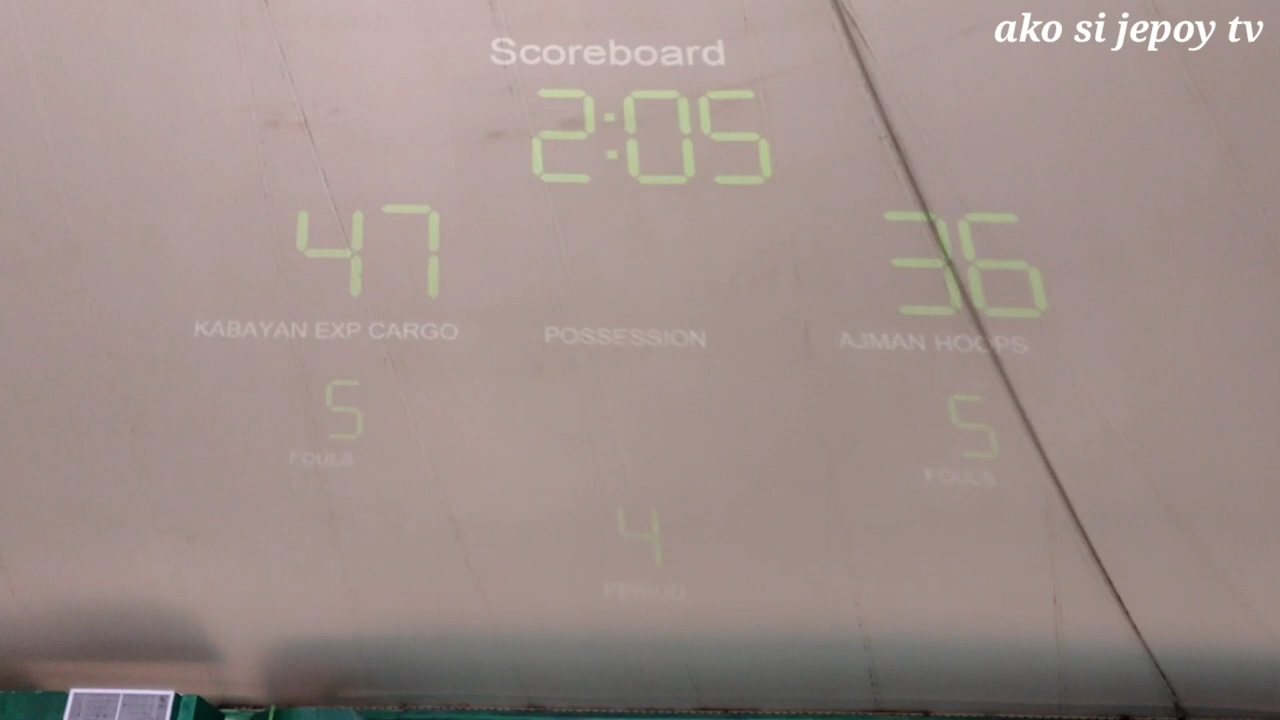 ako si jepoy tv
Scoreboard
2:05
47 36
KABAYAN EXP CARGO POSSESSION AJMAN HOOPS
5 5
FOULS FOULS
4
PERIOD